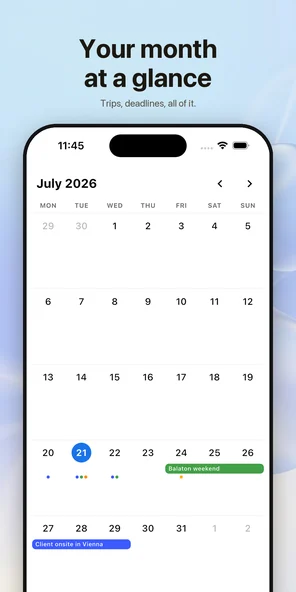 Your month
at a glance
Trips, deadlines, all of it.
11:45
July 2026
MON TUE WED THU FRI SAT SUN
29 30 1 2 3 4 5
6 7 8 9 10 11 12
13 14 15 16 17 18 19
20 21 22 23 24 25 26
Balaton weekend
27 28 29 30 31 1 2
Client onsite in Vienna